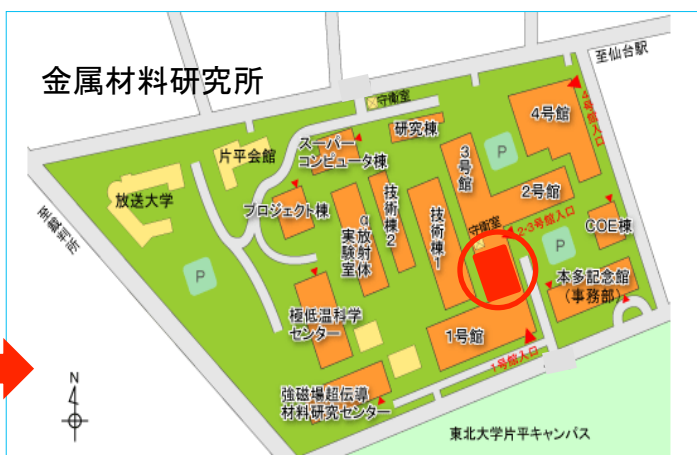 金属材料研究所
至仙台駅
守衛室
4号館
4号館入口
研究棟
スーパー
コンピュータ棟
片平会館
3号館
P
2号館
放送大学
プロジェクト棟
α放射体
実験室
技術棟2
技術棟1
守衛室
2-3号館入口
COE棟
至裁判所
P
P
本多記念館
(事務部)
極低温科学
センター
1号館
1号館入口
強磁場超伝導
材料研究センター
N
東北大学片平キャンパス